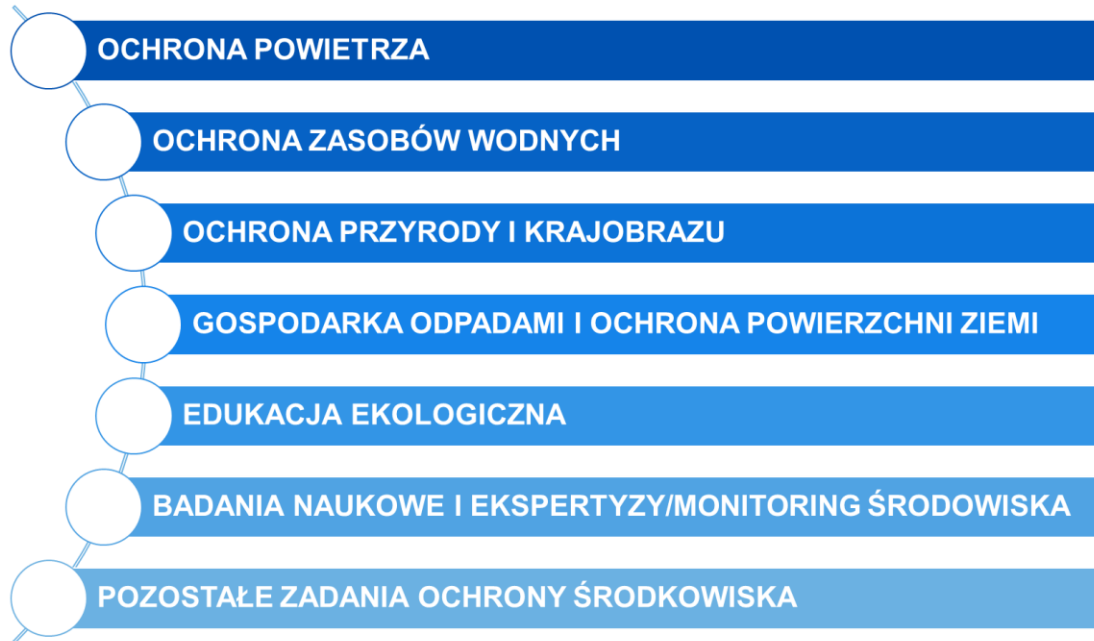 OCHRONA POWIETRZA
OCHRONA ZASOBÓW WODNYCH
OCHRONA PRZYRODY I KRAJOBRAZU
GOSPODARKA ODPADAMI I OCHRONA POWIERZCHNI ZIEMI
EDUKACJA EKOLOGICZNA
BADANIA NAUKOWE I EKSPERTYZY/MONITORING ŚRODOWISKA
POZOSTAŁE ZADANIA OCHRONY ŚRODKOWISKA